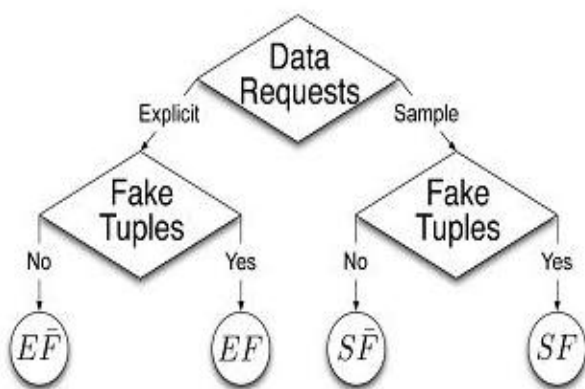 Data
Requests
Explicit
Sample
Fake
Tuples
Fake
Tuples
No
Yes
No
Yes
EF̄
EF
SF̄
SF